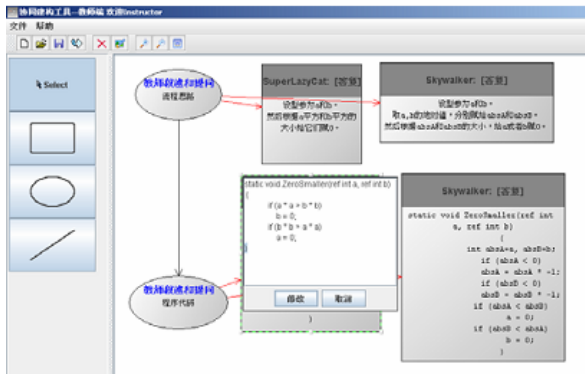 协同建构工具--教师端 欢迎Instructor
文件 帮助
Select
教师叙述和提问
流程思路
SuperLazyCat: [答复]
设型参为a和b。
然后根据a平方和b平方的
大小给它们赋0。
Skywalker: [答复]
设型参为a和b。
取a,b的绝对值，分别赋给absA和absB。
然后根据absA和absB的大小，给a或者b赋0。
static void ZeroSmaller(ref int a, ref int b)
{
if (a * a > b * b)
b = 0;
if (b * b > a * a)
a = 0;
}
修改
取消
}
教师叙述和提问
程序代码
Skywalker: [答复]
static void ZeroSmaller(ref int
a, ref int b)
{
int absA=a, absB=b;
if (absA < 0)
absA = absA * -1;
if (absB < 0)
absB = absB * -1;
if (absA < absB)
a = 0;
if (absB < absA)
b = 0;
}